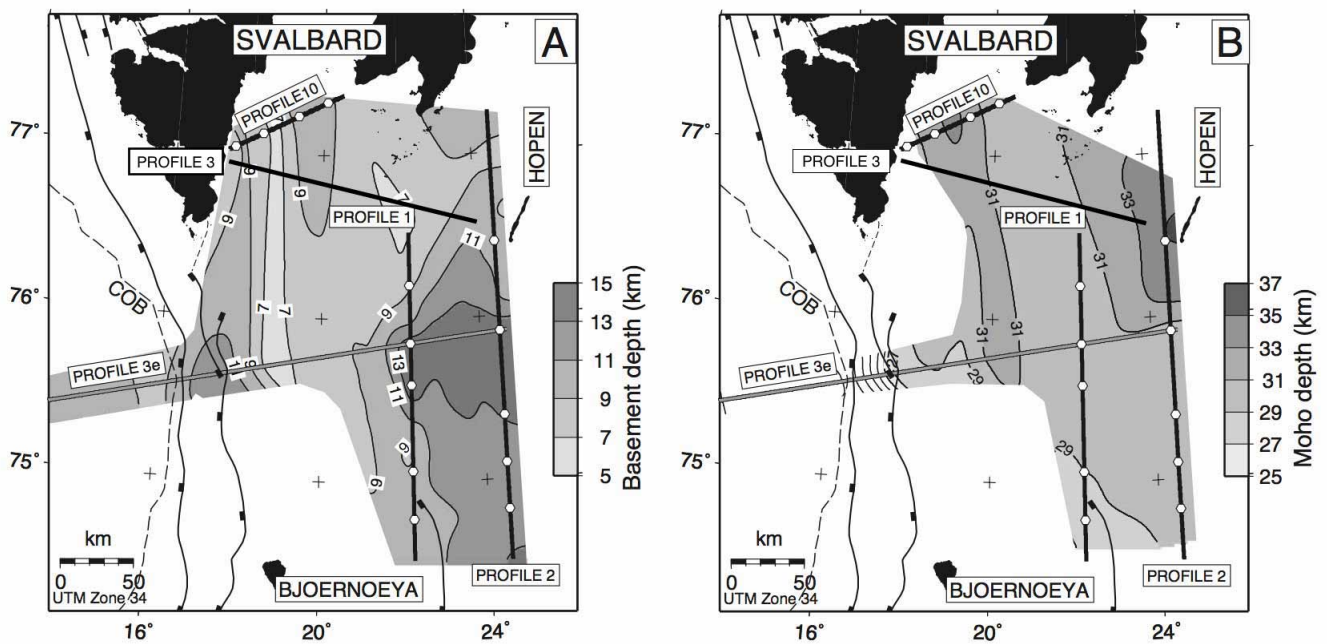 SVALBARD
A
PROFILE10
77°
PROFILE 3
HOPEN
9
9
9
7
PROFILE 1
11
76°
COB
7
7
9
15
13
11
9
7
5
Basement depth (km)
PROFILE 3e
11
9
13
11
9
9
75°
km
0 50
UTM Zone 34
BJOERNOEYA
PROFILE 2
16° 20° 24°
SVALBARD
B
PROFILE10
77°
31
PROFILE 3
HOPEN
31
33
PROFILE 1
31
76°
COB
31
37
35
33
31
29
27
25
Moho depth (km)
PROFILE 3e
27
29
29
75°
km
0 50
UTM Zone 34
BJOERNOEYA
PROFILE 2
16° 20° 24°